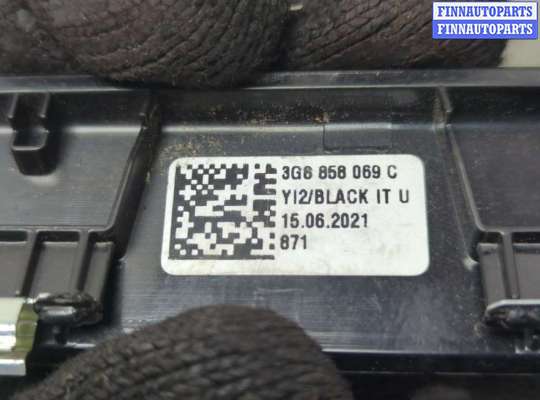 FINNAUTOPARTS
FINNAUTOPARTS
3G8 858 069 C
YI2/BLACK IT U
15.06.2021
871